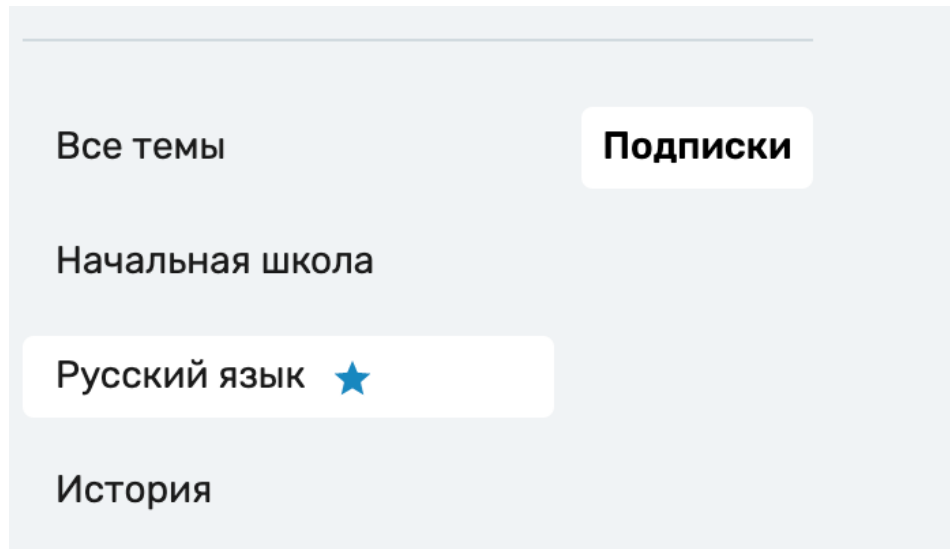 Все темы Подписки
Начальная школа
Русский язык
История